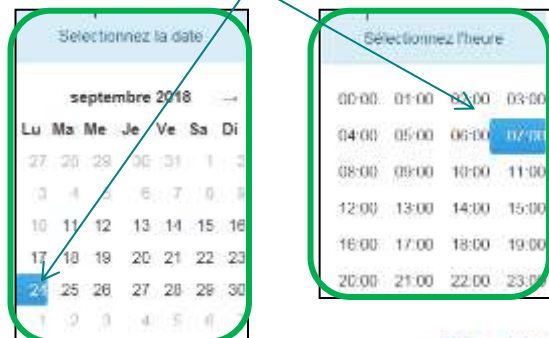 Sélectionnez la date
septembre 2018 →
Lu Ma Me Je Ve Sa Di
27 28 29 30 31 1 2
3 4 5 6 7 8 9
10 11 12 13 14 15 16
17 18 19 20 21 22 23
24 25 26 27 28 29 30
1 2 3 4 5 6 7
Sélectionnez l'heure
00:00 01:00 02:00 03:00
04:00 05:00 06:00 07:00
08:00 09:00 10:00 11:00
12:00 13:00 14:00 15:00
16:00 17:00 18:00 19:00
20:00 21:00 22:00 23:00